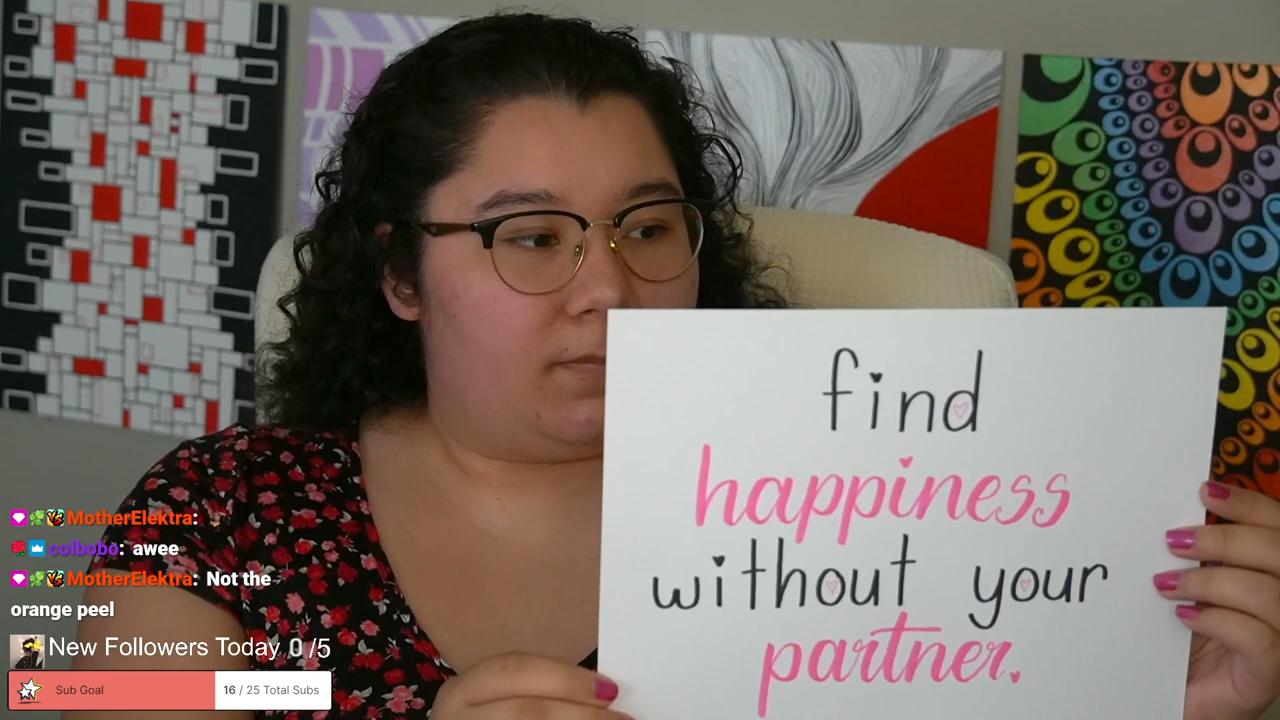 find
happiness
without your
partner.
MotherElektra:
colbobo: awee
MotherElektra: Not the
orange peel
New Followers Today 0 /5
Sub Goal
16 / 25 Total Subs